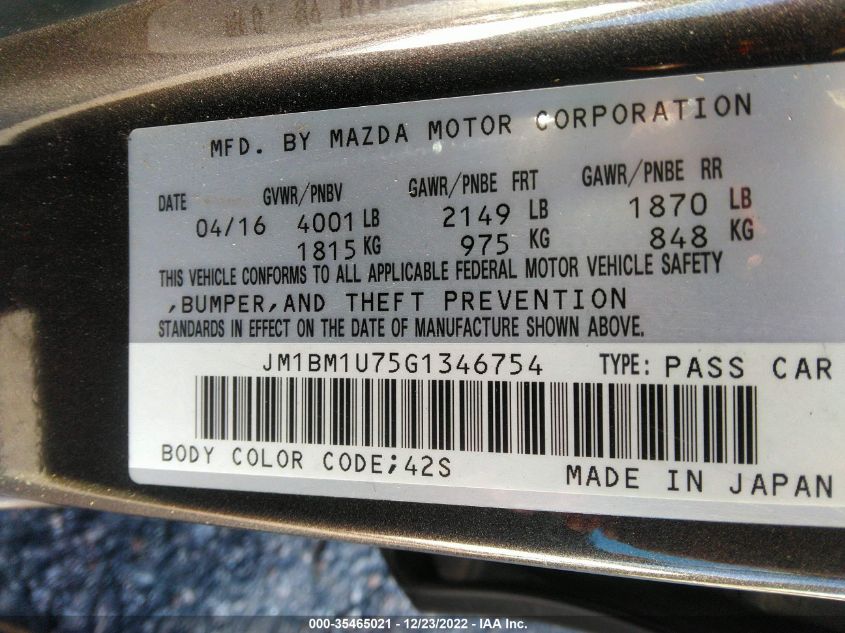 MFD. BY MAZDA MOTOR CORPORATION
DATE GVWR/PNBV GAWR/PNBE FRT GAWR/PNBE RR
04/16 4001 LB 2149 LB 1870 LB
1815 KG 975 KG 848 KG
THIS VEHICLE CONFORMS TO ALL APPLICABLE FEDERAL MOTOR VEHICLE SAFETY
,BUMPER,AND THEFT PREVENTION
STANDARDS IN EFFECT ON THE DATE OF MANUFACTURE SHOWN ABOVE.
JM1BM1U75G1346754 TYPE: PASS CAR
BODY COLOR CODE;42S
MADE IN JAPAN
000-35465021 - 12/23/2022 - IAA Inc.